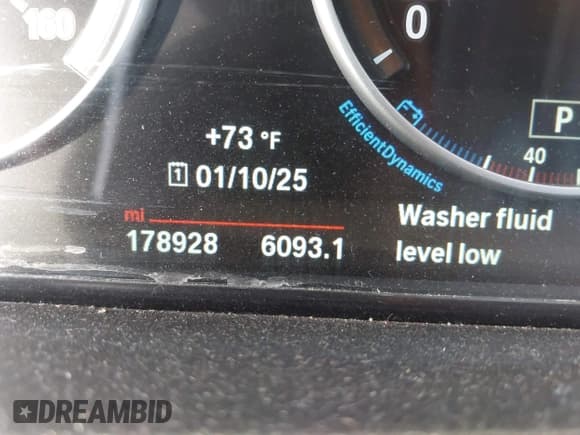 160
0
P
+73 °F
EfficientDynamics
40
1 01/10/25
mi
Washer fluid
178928 6093.1
level low
DREAMBID